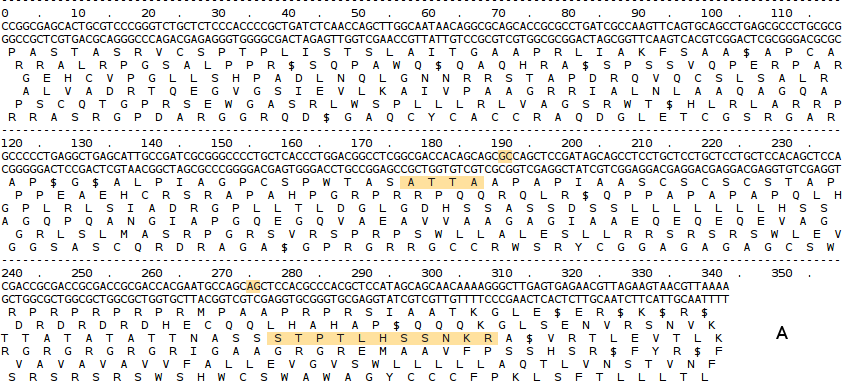 0 . 10 . 20 . 30 . 40 . 50 . 60 . 70 . 80 . 90 . 100 . 110 .
CCGGCGAGCACTGCGTCCCGGGTCTGCTCTCCCACCCCGCTGATCTCAACCAGCTTGGCAATAACAGGCGCAGCACCGCGCCTGATCGCCAAGTTCAGTGCAGCCTGAGCGCCCTGCGCG
GGCCGCTCGTGACGCAGGGCCCAGACGAGAGGGTGGGGCGACTAGAGTTGGTCGAACCGTTATTGTCCGCGTCGTGGCGCGGACTAGCGGTTCAAGTCACGTCGGACTCGCGGGACGCGC
P A S T A S R V C S P T P L I S T S L A I T G A A P R L I A K F S A A $ A P C A
R R A L R P G S A L P P R $ S Q P A W Q $ Q A Q H R A $ S P S S V Q P E R P A R
G E H C V P G L L S H P A D L N Q L G N N R R S T A P D R Q V Q C S L S A L R
A L V A D R T Q E G V G S I E V L K A I V P A A G R R I A L N L A A Q A G Q A
P S C Q T G P R S E W G A S R L W S P L L L R L V A G S R W T $ H L R L A R R P
R R A S R G P D A R G G R Q D $ G A Q C Y C A C C R A Q D G L E T C G S R G A R
120 . 130 . 140 . 150 . 160 . 170 . 180 . 190 . 200 . 210 . 220 . 230 .
GCCCCCTGAGGCTGAGCATTGCCGATCGCGGGCCCCTGCTCACCCTGGACGGCCTCGGCGACCACAGCAGCGCCAGCTCCGATAGCAGCCTCCTGCTCCTGCTCCTGCTCCACAGCTCCA
CGGGGGACTCCGACTCGTAACGGCTAGCGCCCGGGGACGAGTGGGACCTGCCGGAGCCGCTGGTGTCGTCGCGGTCGAGGCTATCGTCGGAGGACGAGGACGAGGACGAGGTGTCGAGGT
A P $ G $ A L P I A G P C S P W T A S A T T A A P A P I A A S C S C S C S T A P
P P E A E H C R S R A P A H P G R P R R P Q Q R Q L R $ Q P P A P A P A P Q L H
G P L R L S I A D R G P L L T L D G L G D H S S A S S D S S L L L L L L L H S S
A G Q P Q A N G I A P G Q E G Q V A E A V V A A G A G I A A E Q E Q E Q E V A G
G R L S L M A S R P G R S V R S P R P S W L L A L E S L L R R S R S R S W L E V
G G S A S C Q R D R A G A $ G P R G R R G C C R W S R Y C G G A G A G A G C S W
240 . 250 . 260 . 270 . 280 . 290 . 300 . 310 . 320 . 330 . 340 . 350 .
CGACCGCGACCGCGACCGCGACCACGAATGCCAGCAGCTCCACGCCCACGCTCCATAGCAGCAACAAAAGGGCTTGAGTGAGAACGTTAGAAGTAACGTTAAAA
GCTGGCGCTGGCGCTGGCGCTGGTGCTTACGGTCGTCGAGGTGCGGGTGCGAGGTATCGTCGTTGTTTTCCCGAACTCACTCTTGCAATCTTCATTGCAATTTT
R P R P R P R P R M P A A P R P R S I A A T K G L E $ E R $ K $ R $
D R D R D R D H E C Q Q L H A H A P $ Q Q Q K G L S E N V R S N V K
T T A T A T A T T N A S S S T P T L H S S N K R A $ V R T L E V T L K
R G R G R G R G R I G A A G R G R E M A A V F P S S H S R $ F Y R $ F
V A V A V A V V F A L L E V G V S W L L L L L A Q T L V N S T V N F
S R S R S R S W S H W C S W A W A G Y C C C F P K L S F T L L L T L
A